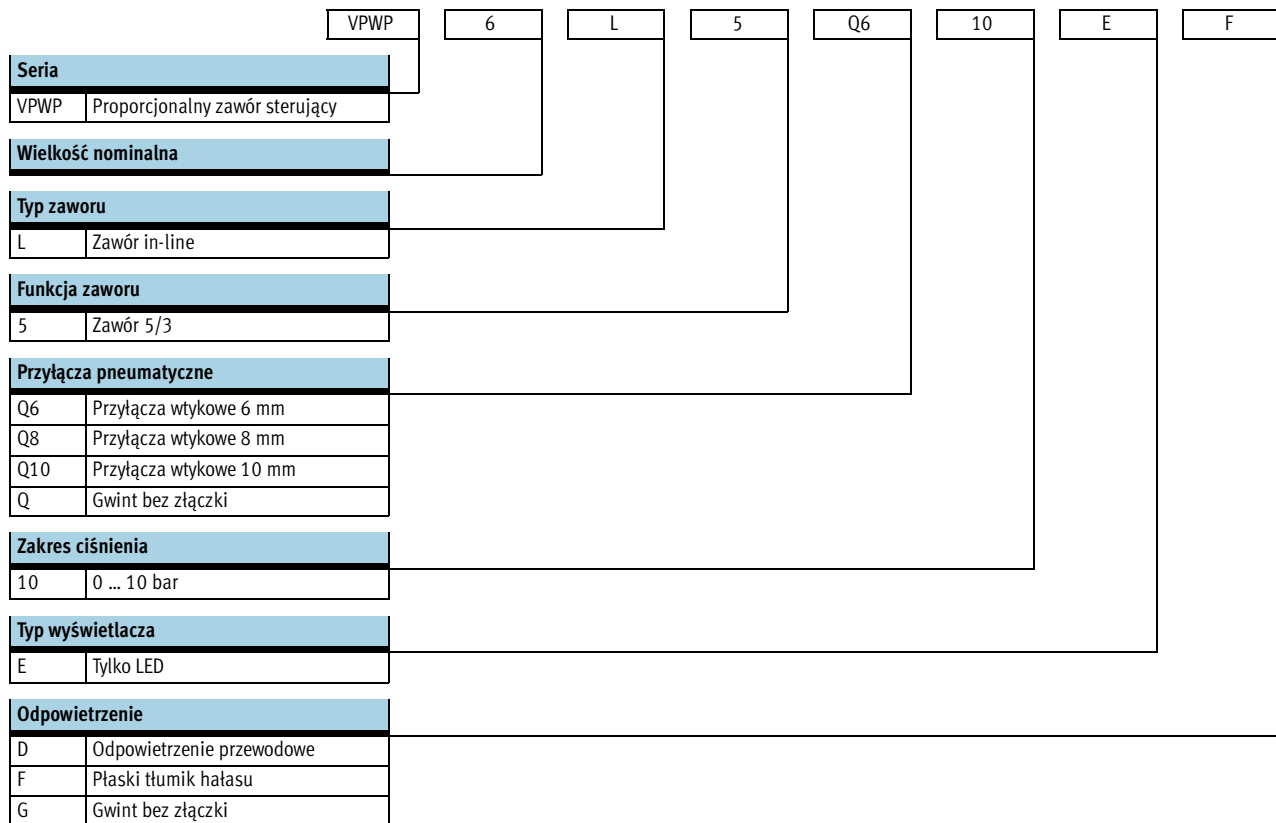 VPWP 6 L 5 Q6 10 E F
Seria
VPWP Proporcjonalny zawór sterujący
Wielkość nominalna
Typ zaworu
L Zawór in-line
Funkcja zaworu
5 Zawór 5/3
Przyłącza pneumatyczne
Q6 Przyłącza wtykowe 6 mm
Q8 Przyłącza wtykowe 8 mm
Q10 Przyłącza wtykowe 10 mm
Q Gwint bez złączki
Zakres ciśnienia
10 0 ... 10 bar
Typ wyświetlacza
E Tylko LED
Odpowietrzenie
D Odpowietrzenie przewodowe
F Płaski tłumik hałasu
G Gwint bez złączki